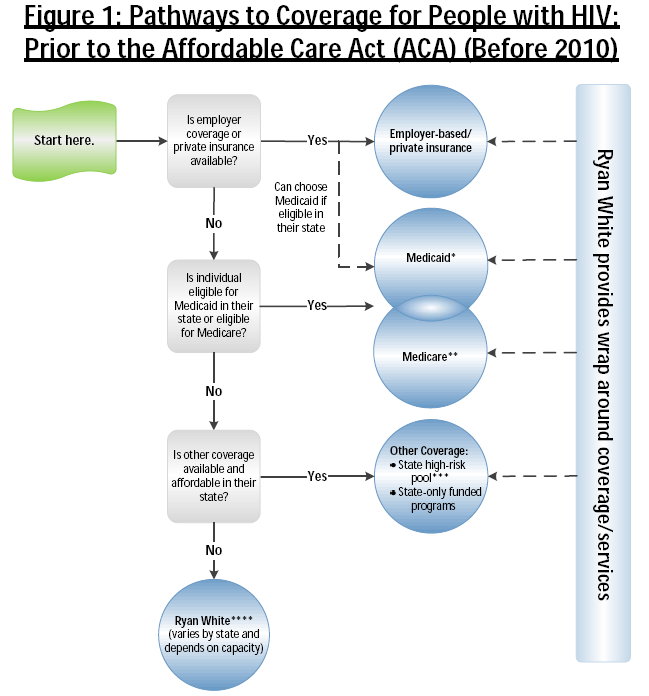 Figure 1: Pathways to Coverage for People with HIV:
Prior to the Affordable Care Act (ACA) (Before 2010)
Start here.
Is employer
coverage or
private insurance
available?
Yes
Employer-based/
private insurance
Can choose
Medicaid if
eligible in
their state
No
Medicaid*
Is individual
eligible for
Medicaid in their
state or eligible
for Medicare?
Yes
Medicare**
No
Is other coverage
available and
affordable in their
state?
Yes
Other Coverage:
State high-risk
pool***
State-only funded
programs
No
Ryan White****
(varies by state and
depends on capacity)
Ryan White provides wrap around coverage/services